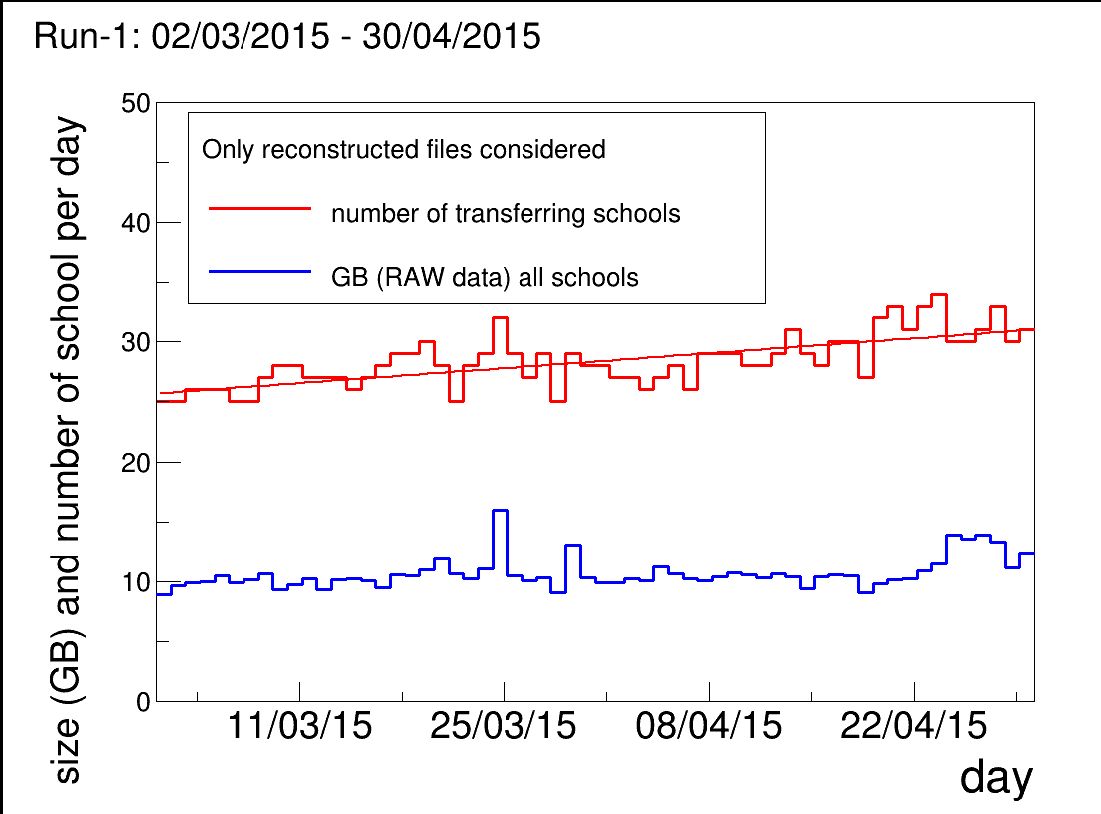 Run-1: 02/03/2015 - 30/04/2015
size (GB) and number of school per day
50
40
30
20
10
0
Only reconstructed files considered
number of transferring schools
GB (RAW data) all schools
11/03/15 25/03/15 08/04/15 22/04/15
day